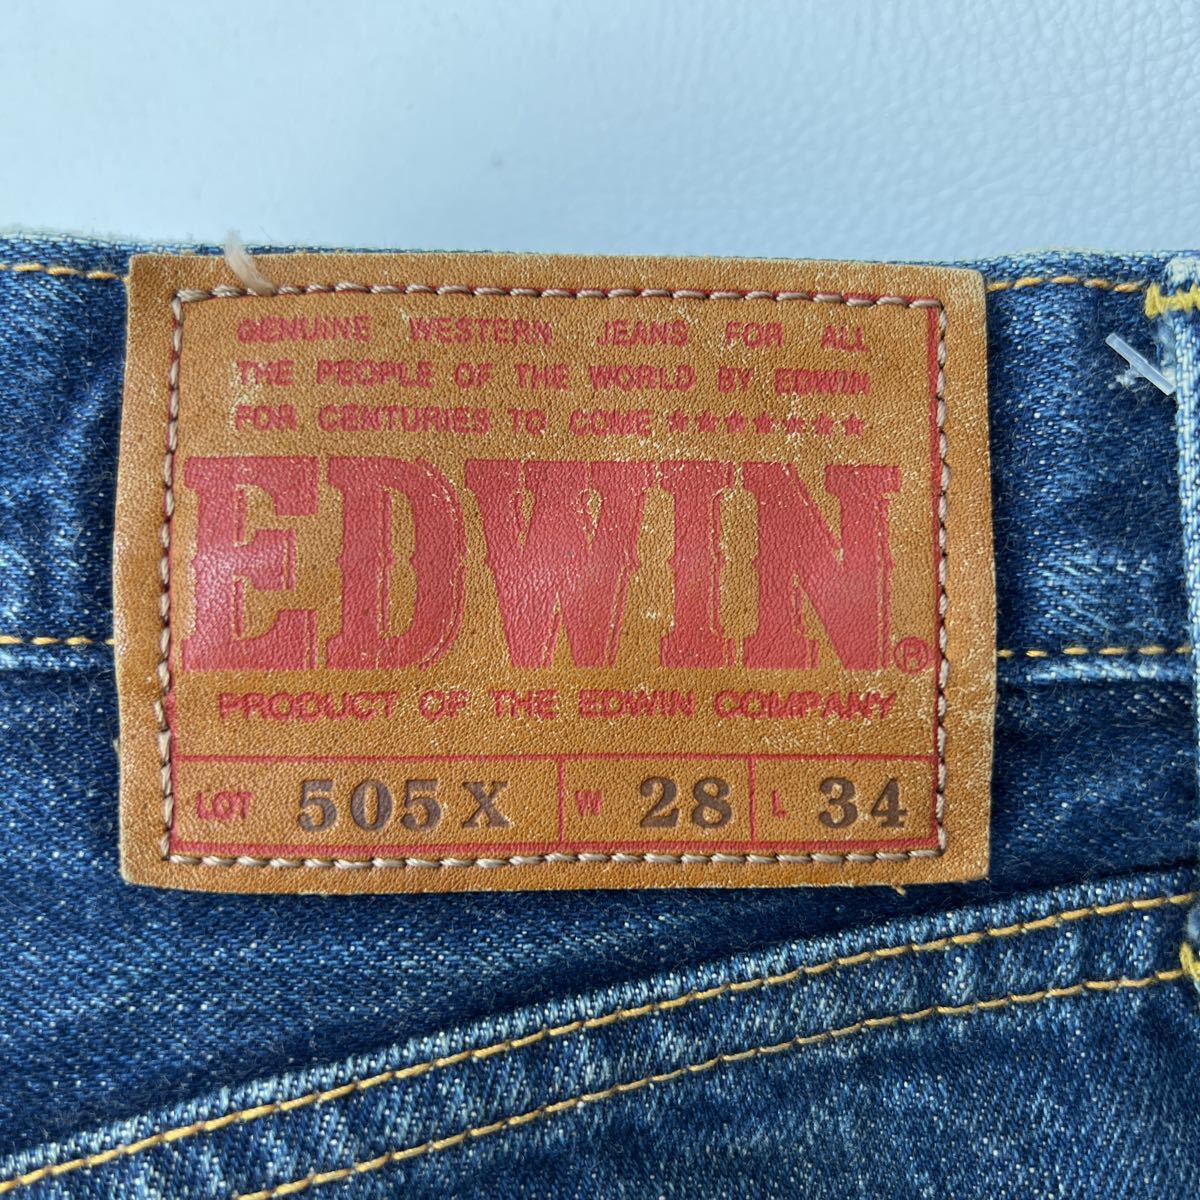 GENUINE WESTERN JEANS FOR ALL
THE PEOPLE OF THE WORLD BY EDWIN
FOR CENTURIES TO COME ★★★★★★★
EDWIN®
PRODUCT OF THE EDWIN COMPANY
LOT 505X W 28 L 34